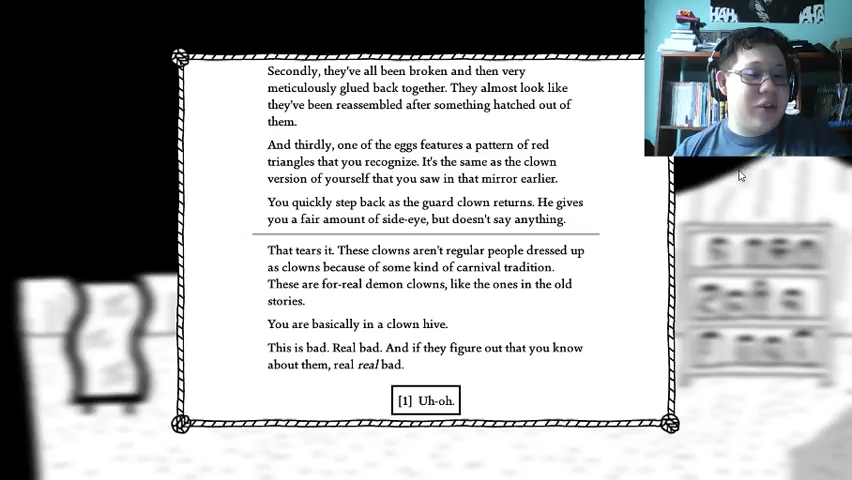 Secondly, they've all been broken and then very
meticulously glued back together. They almost look like
they've been reassembled after something hatched out of
them.
And thirdly, one of the eggs features a pattern of red
triangles that you recognize. It's the same as the clown
version of yourself that you saw in that mirror earlier.
You quickly step back as the guard clown returns. He gives
you a fair amount of side-eye, but doesn't say anything.
That tears it. These clowns aren't regular people dressed up
as clowns because of some kind of carnival tradition.
These are for-real demon clowns, like the ones in the old
stories.
You are basically in a clown hive.
This is bad. Real bad. And if they figure out that you know
about them, real real bad.
[1] Uh-oh.